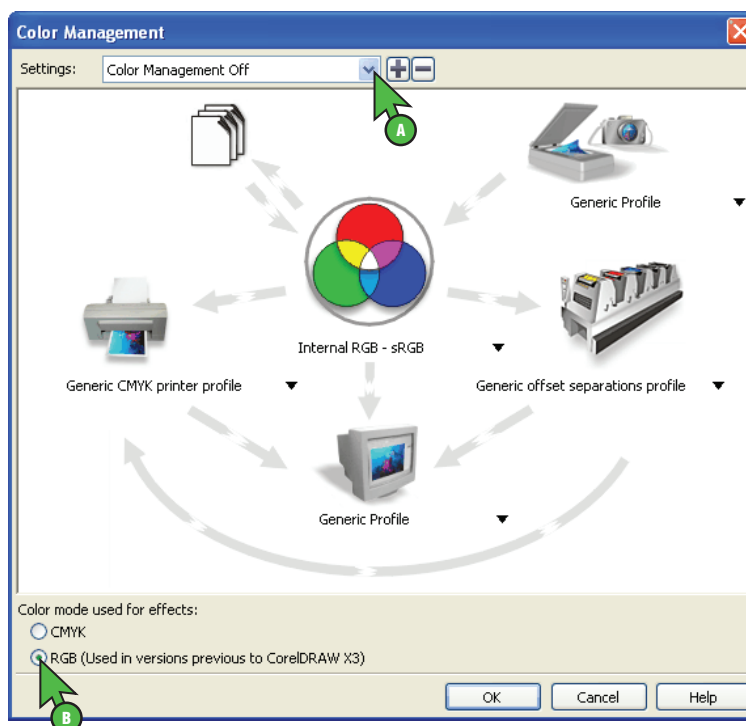 Color Management
Settings: Color Management Off
A
Generic Profile
Internal RGB - sRGB
Generic CMYK printer profile
Generic offset separations profile
Generic Profile
Color mode used for effects:
CMYK
RGB (Used in versions previous to CorelDRAW X3)
OK Cancel Help
B